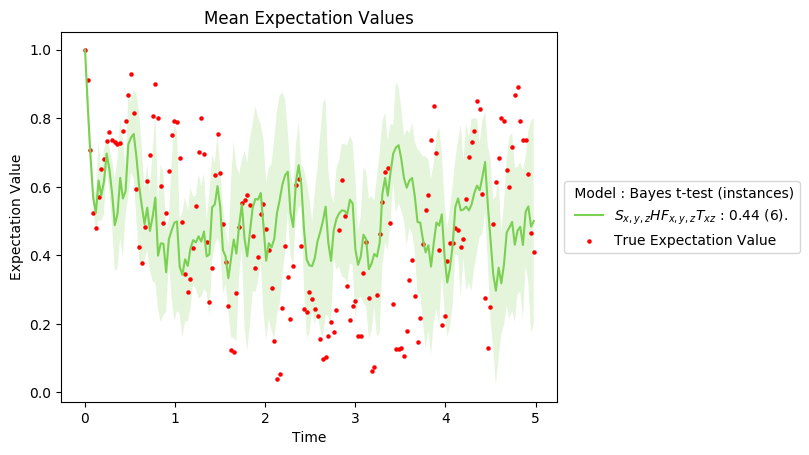 Mean Expectation Values
Expectation Value
1.0
0.8
0.6
0.4
0.2
0.0
0 1 2 3 4 5
Time
Model : Bayes t-test (instances)
S_{x,y,z}HF_{x,y,z}T_{xz} : 0.44 (6).
True Expectation Value